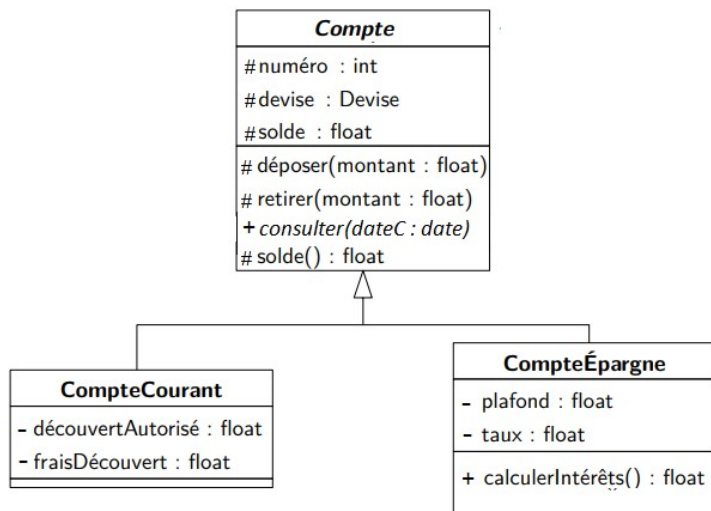 Compte
# numéro : int
# devise : Devise
# solde : float
# déposer(montant : float)
# retirer(montant : float)
+ consulter(dateC : date)
# solde() : float
CompteCourant
- découvertAutorisé : float
- fraisDécouvert : float
CompteÉpargne
- plafond : float
- taux : float
+ calculerIntérêts() : float